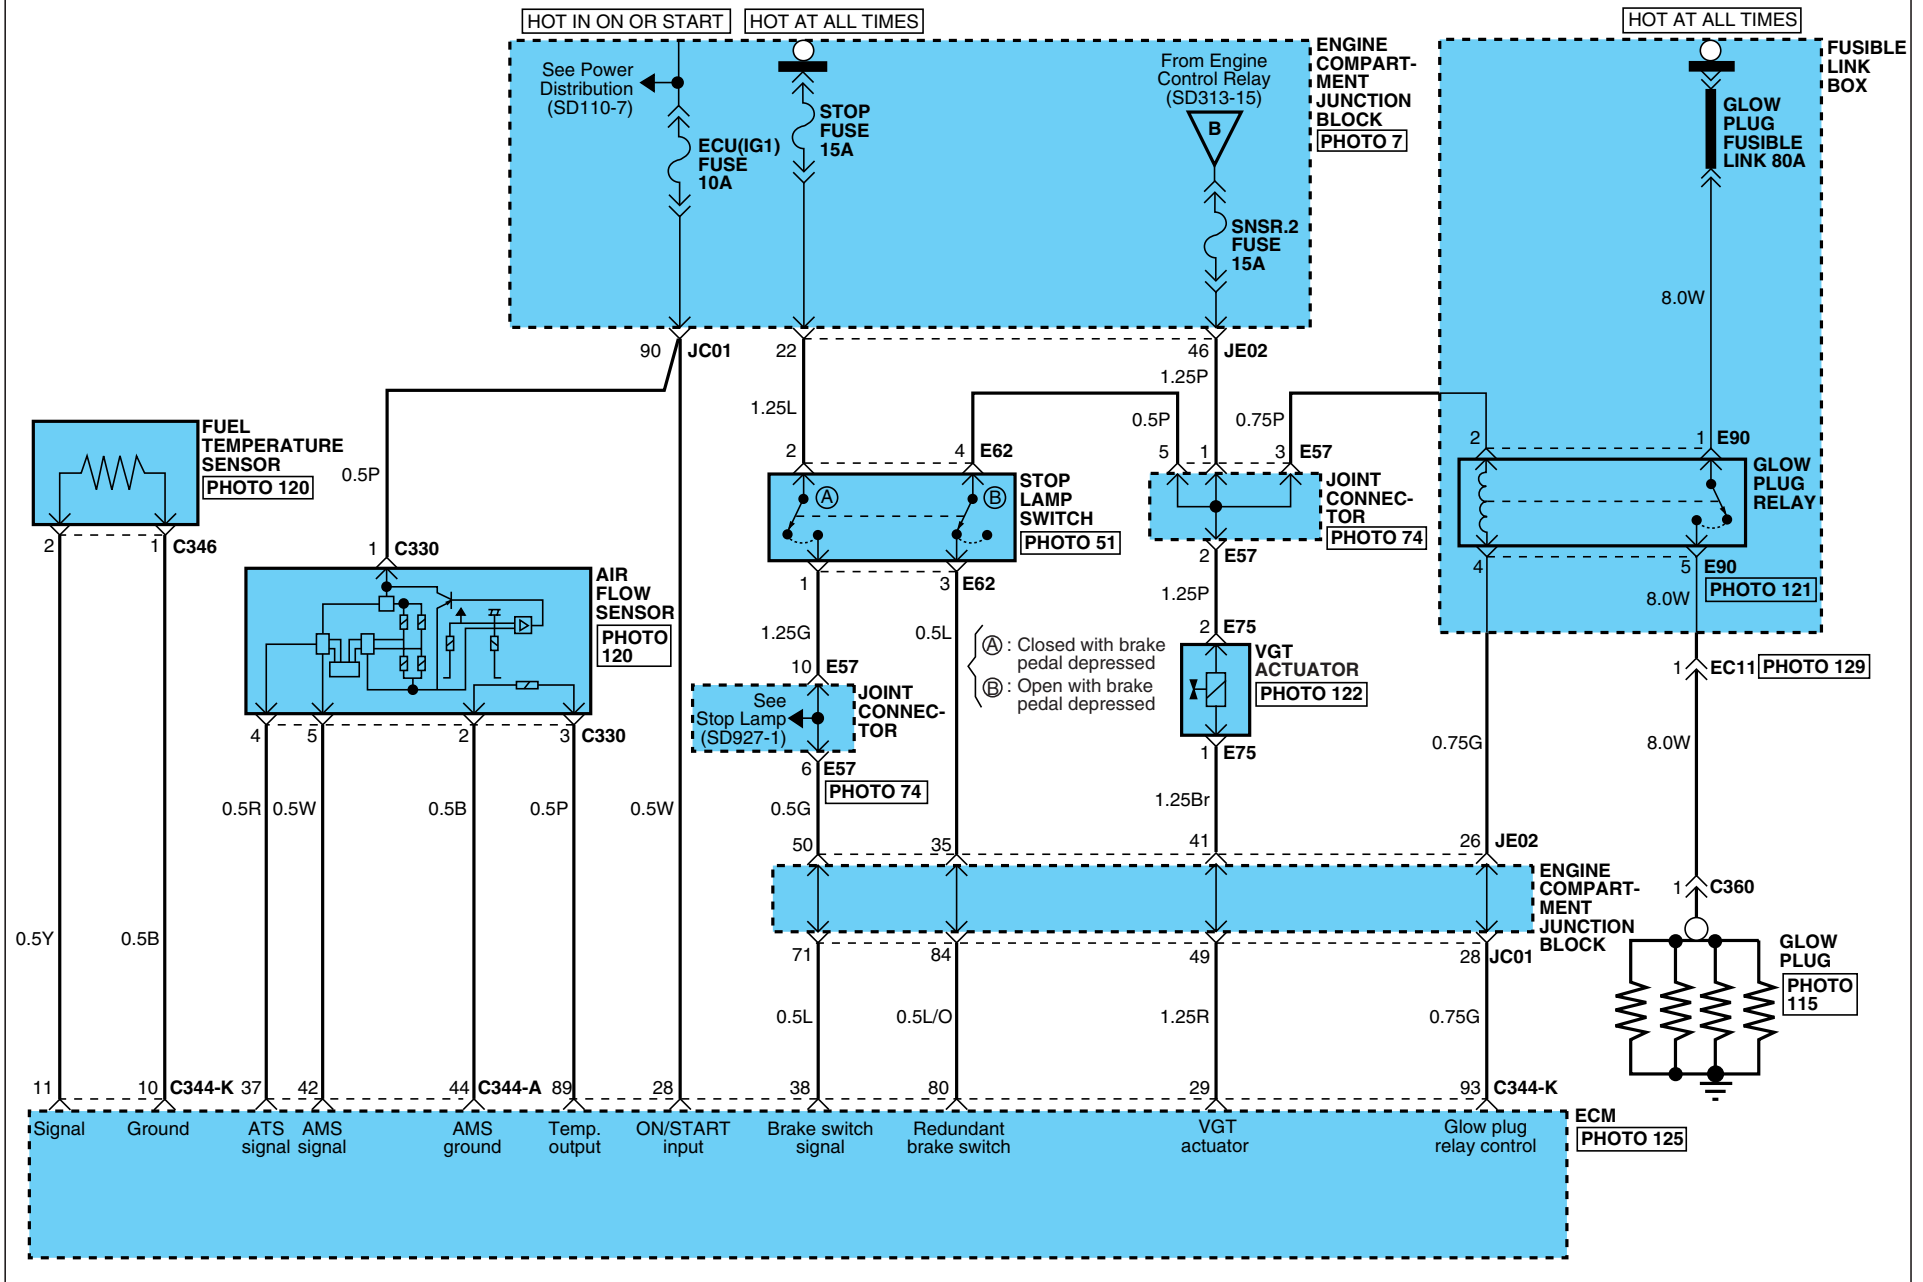 HOT IN ON OR START
HOT AT ALL TIMES
HOT AT ALL TIMES
See Power
Distribution
(SD110-7)
ECU(IG1)
FUSE
10A
STOP
FUSE
15A
From Engine
Control Relay
(SD313-15)
B
SNSR.2
FUSE
15A
ENGINE
COMPART-
MENT
JUNCTION
BLOCK
PHOTO 7
GLOW
PLUG
FUSIBLE
LINK 80A
FUSIBLE
LINK
BOX
8.0W
90 JC01
22
46 JE02
1.25P
1.25L
0.5P
0.75P
FUEL
TEMPERATURE
SENSOR
PHOTO 120
0.5P
2
4 E62
5
1
3 E57
2
1 E90
A
B
STOP
LAMP
SWITCH
PHOTO 51
JOINT
CONNEC-
TOR
PHOTO 74
GLOW
PLUG
RELAY
2
1 C346
1 C330
2 E57
4
5 E90
PHOTO 121
8.0W
AIR
FLOW
SENSOR
PHOTO
120
1
3 E62
1.25G
0.5L
A : Closed with brake
pedal depressed
B : Open with brake
pedal depressed
1.25P
2 E75
VGT
ACTUATOR
PHOTO 122
1 E75
1 EC11 PHOTO 129
10 E57
See
Stop Lamp
(SD927-1)
JOINT
CONNEC-
TOR
6 E57
PHOTO 74
4
5
2
3 C330
0.75G
8.0W
0.5R
0.5W
0.5B
0.5P
0.5W
0.5G
1.25Br
50
35
41
26 JE02
ENGINE
COMPART-
MENT
JUNCTION
BLOCK
1 C360
0.5Y
0.5B
71
84
49
28 JC01
GLOW
PLUG
PHOTO
115
0.5L
0.5L/O
1.25R
0.75G
11
10 C344-K
37
42
44 C344-A
89
28
38
80
29
93 C344-K
ECM
PHOTO 125
Signal
Ground
ATS
signal
AMS
signal
AMS
ground
Temp.
output
ON/START
input
Brake switch
signal
Redundant
brake switch
VGT
actuator
Glow plug
relay control